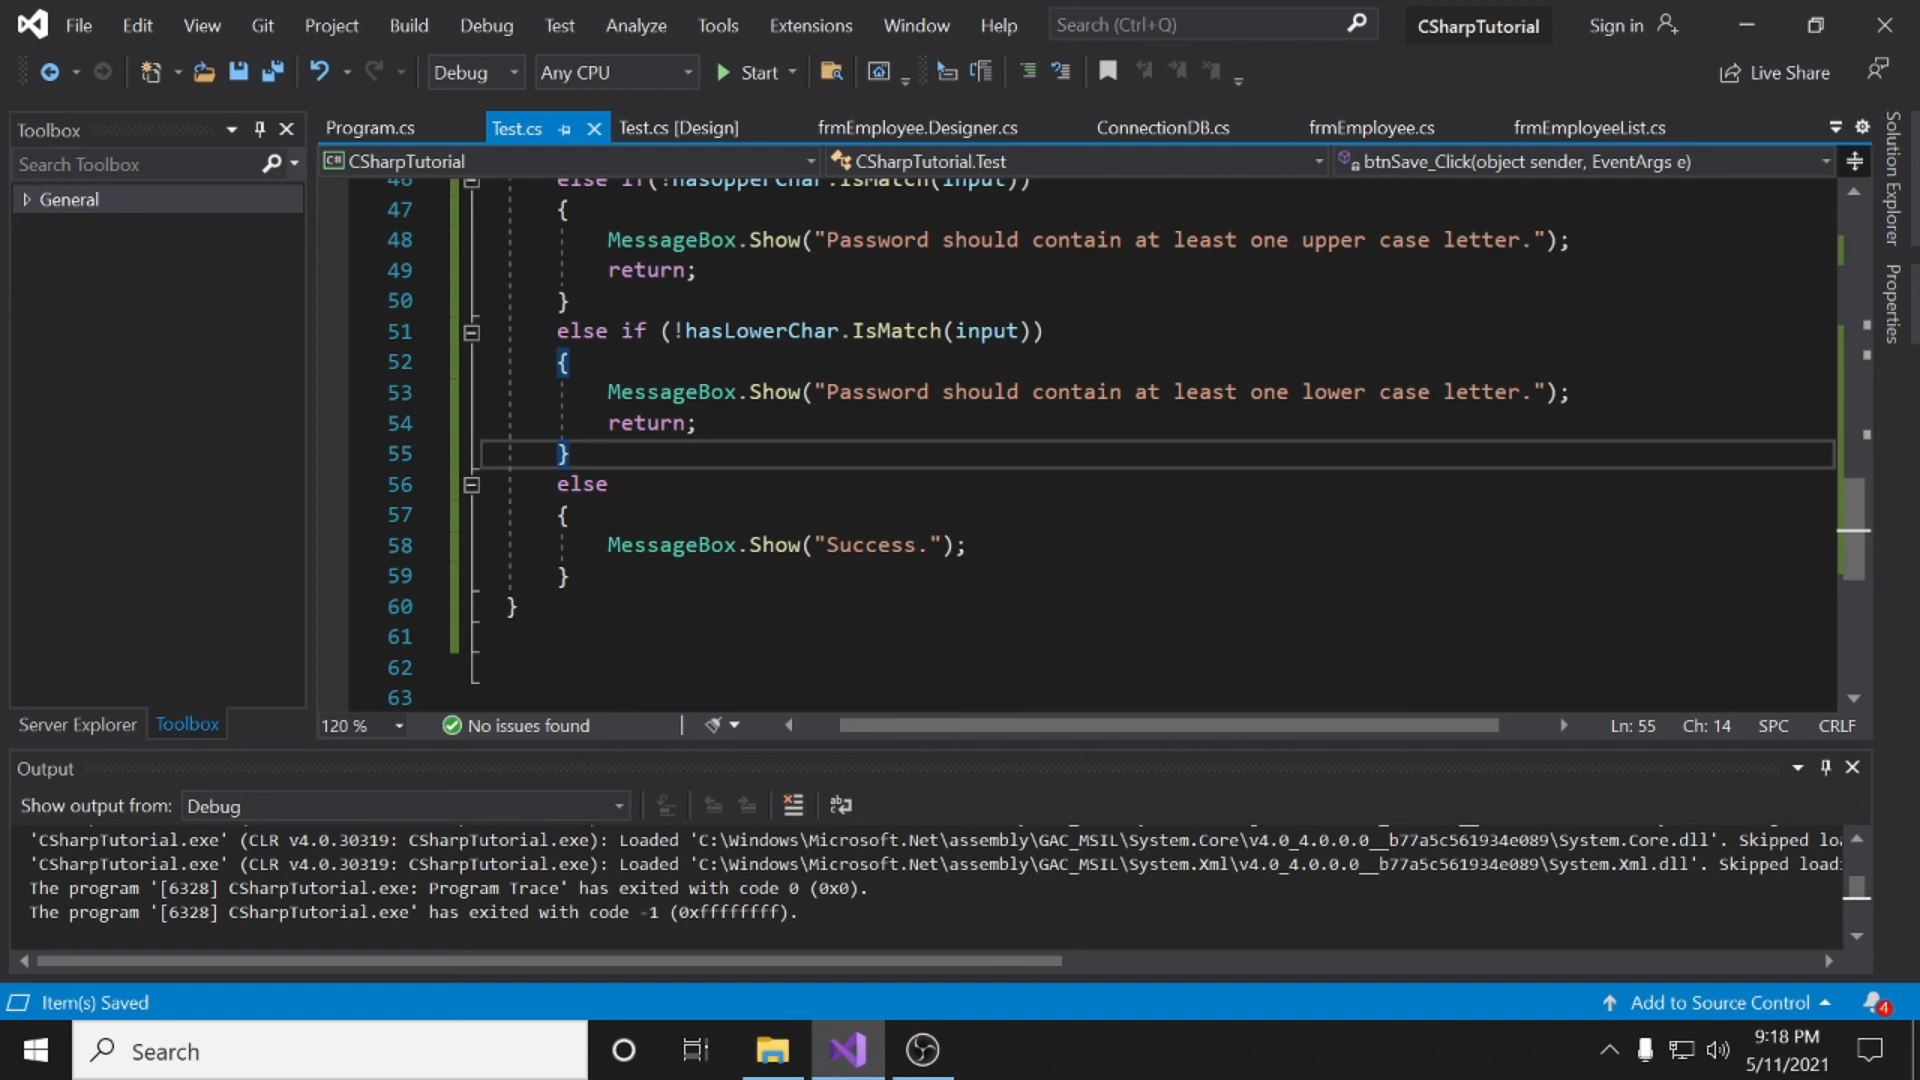 File Edit View Git Project Build Debug Test Analyze Tools Extensions Window Help Search (Ctrl+Q) CSharpTutorial Sign in
Debug Any CPU Start Live Share
Toolbox
Search Toolbox
General
Program.cs Test.cs Test.cs [Design] frmEmployee.Designer.cs ConnectionDB.cs frmEmployee.cs frmEmployeeList.cs
C# CSharpTutorial CSharpTutorial.Test btnSave_Click(object sender, EventArgs e)
46 else if(!hasUpperChar.IsMatch(input))
47 {
48 MessageBox.Show("Password should contain at least one upper case letter.");
49 return;
50 }
51 else if (!hasLowerChar.IsMatch(input))
52 {
53 MessageBox.Show("Password should contain at least one lower case letter.");
54 return;
55 }
56 else
57 {
58 MessageBox.Show("Success.");
59 }
60 }
61
62
63
Solution Explorer
Properties
Server Explorer Toolbox
120 % No issues found Ln: 55 Ch: 14 SPC CRLF
Output
Show output from: Debug
'CSharpTutorial.exe' (CLR v4.0.30319: CSharpTutorial.exe): Loaded 'C:\Windows\Microsoft.Net\assembly\GAC_MSIL\System.Core\v4.0_4.0.0.0__b77a5c561934e089\System.Core.dll'. Skipped loa
'CSharpTutorial.exe' (CLR v4.0.30319: CSharpTutorial.exe): Loaded 'C:\Windows\Microsoft.Net\assembly\GAC_MSIL\System.Xml\v4.0_4.0.0.0__b77a5c561934e089\System.Xml.dll'. Skipped load
The program '[6328] CSharpTutorial.exe: Program Trace' has exited with code 0 (0x0).
The program '[6328] CSharpTutorial.exe' has exited with code -1 (0xffffffff).
Item(s) Saved Add to Source Control 4
Search 9:18 PM
5/11/2021